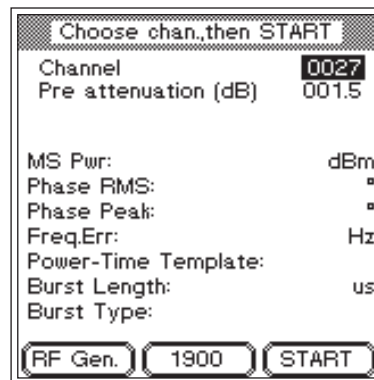 Choose chan.,then START
Channel 0027
Pre attenuation (dB) 001.5
MS Pwr: dBm
Phase RMS: °
Phase Peak: °
Freq.Err: Hz
Power-Time Template:
Burst Length: us
Burst Type:
RF Gen. 1900 START